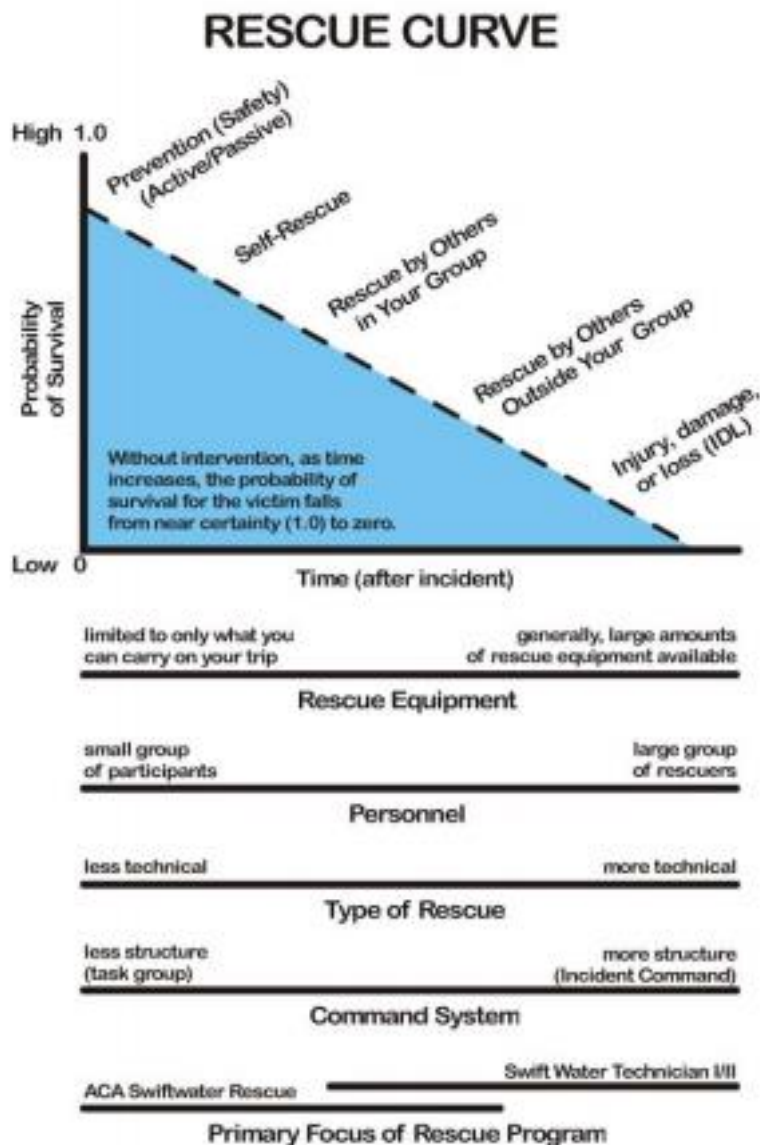 RESCUE CURVE
High 1.0
Prevention (Safety)
(Active/Passive)
Self-Rescue
Rescue by Others
in Your Group
Rescue by Others
Outside Your Group
Injury, damage,
or loss (IDL)
Probability
of Survival
Without intervention, as time
increases, the probability of
survival for the victim falls
from near certainty (1.0) to zero.
Low 0
Time (after incident)
limited to only what you
can carry on your trip
generally, large amounts
of rescue equipment available
Rescue Equipment
small group
of participants
large group
of rescuers
Personnel
less technical
more technical
Type of Rescue
less structure
(task group)
more structure
(Incident Command)
Command System
Swift Water Technician I/II
ACA Swiftwater Rescue
Primary Focus of Rescue Program